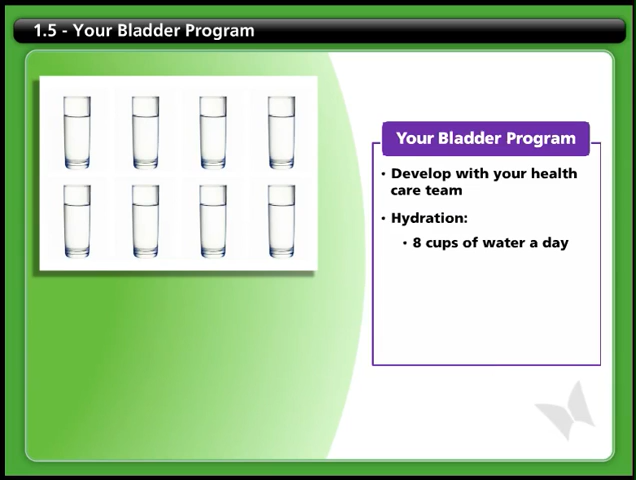 1.5 - Your Bladder Program
Your Bladder Program
• Develop with your health
care team
• Hydration:
• 8 cups of water a day